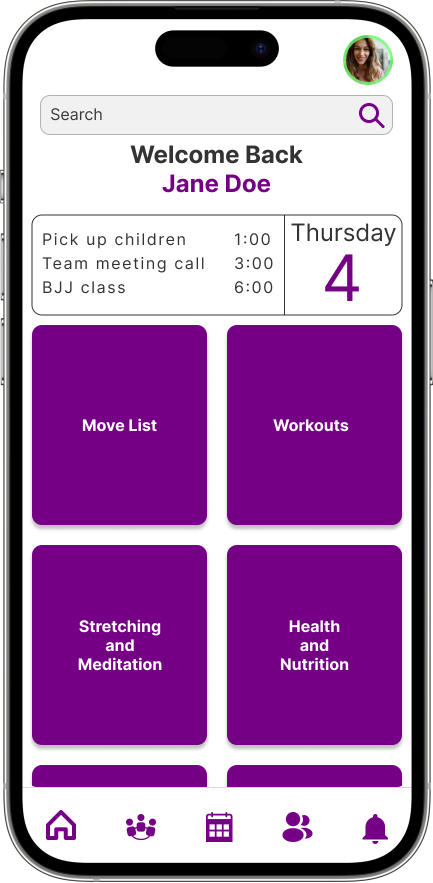 Search
Welcome Back
Jane Doe
Pick up children 1:00
Team meeting call 3:00
BJJ class 6:00
Thursday
4
Move List
Workouts
Stretching
and
Meditation
Health
and
Nutrition